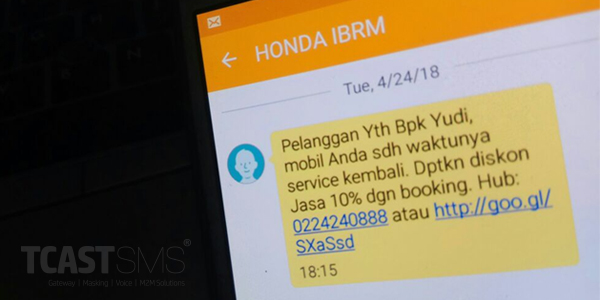 HONDA IBRM
Tue, 4/24/18
Pelanggan Yth Bpk Yudi,
mobil Anda sdh waktunya
service kembali. Dptkn diskon
Jasa 10% dgn booking. Hub:
0224240888 atau http://goo.gl/
SXaSsd
18:15
TCASTSMS®
Gateway | Masking | Voice | M2M Solutions